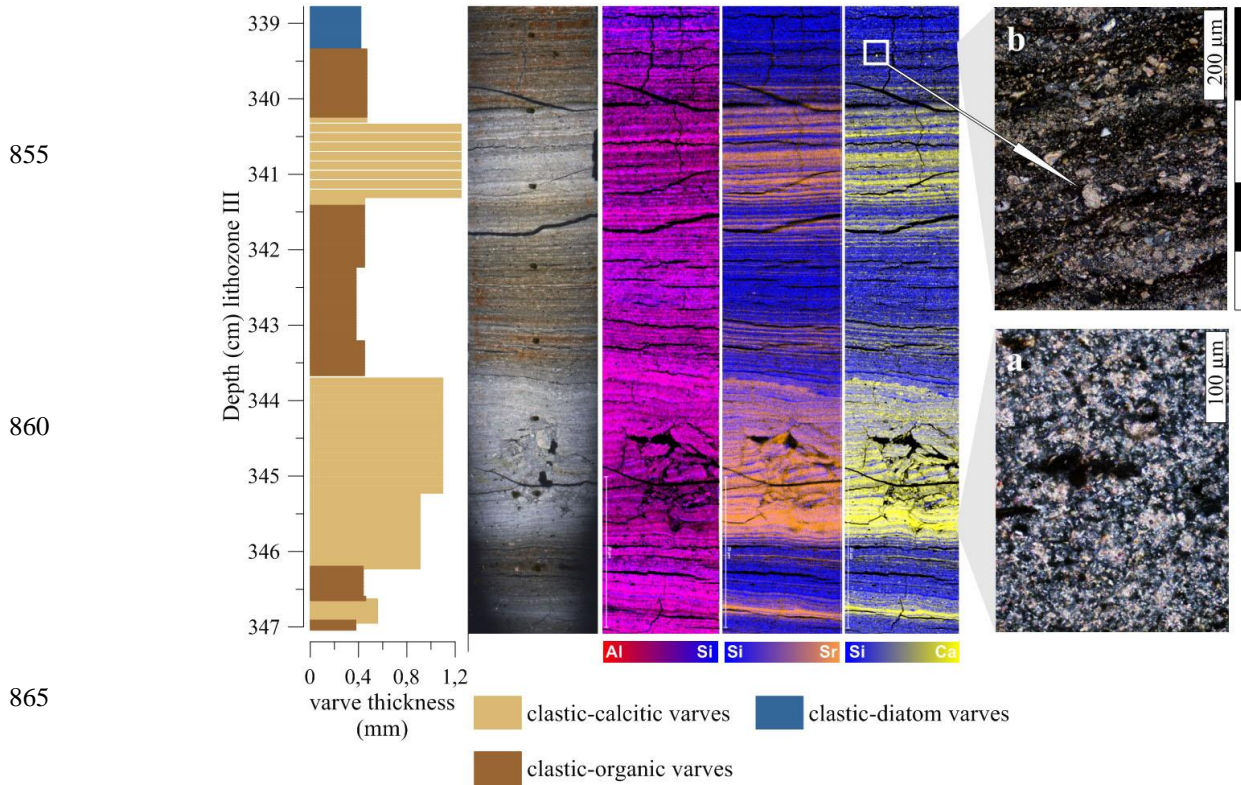 855
860
865
Depth (cm) lithozone III
339
340
341
342
343
344
345
346
347
0 0,4 0,8 1,2
varve thickness
(mm)
b
200 µm
a
100 µm
Al Si
Si Sr
Si Ca
clastic-calcitic varves
clastic-diatom varves
clastic-organic varves